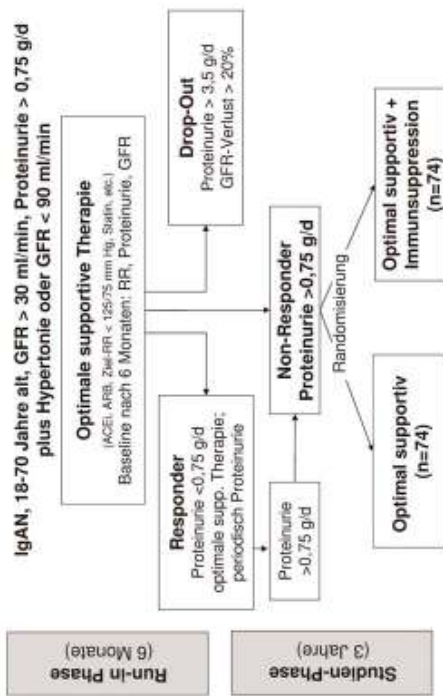 IgAN, 18-70 Jahre alt, GFR > 30 ml/min, Proteinurie > 0,75 g/d
plus Hypertonie oder GFR < 90 ml/min
Run-in Phase
(6 Monate)
Optimale supportive Therapie
(ACEi, ARB, Ziel-RR < 125/75 mm Hg, Statin, etc.)
Baseline nach 6 Monaten: RR, Proteinurie, GFR
Responder
Proteinurie <0,75 g/d
optimale supp. Therapie;
periodisch Proteinurie
Drop-Out
Proteinurie > 3,5 g/d
GFR-Verlust > 20%
Studien-Phase
(3 Jahre)
Proteinurie
>0,75 g/d
Non-Responder
Proteinurie >0,75 g/d
Randomisierung
Optimal supportiv
(n=74)
Optimal supportiv +
Immunsuppression
(n=74)